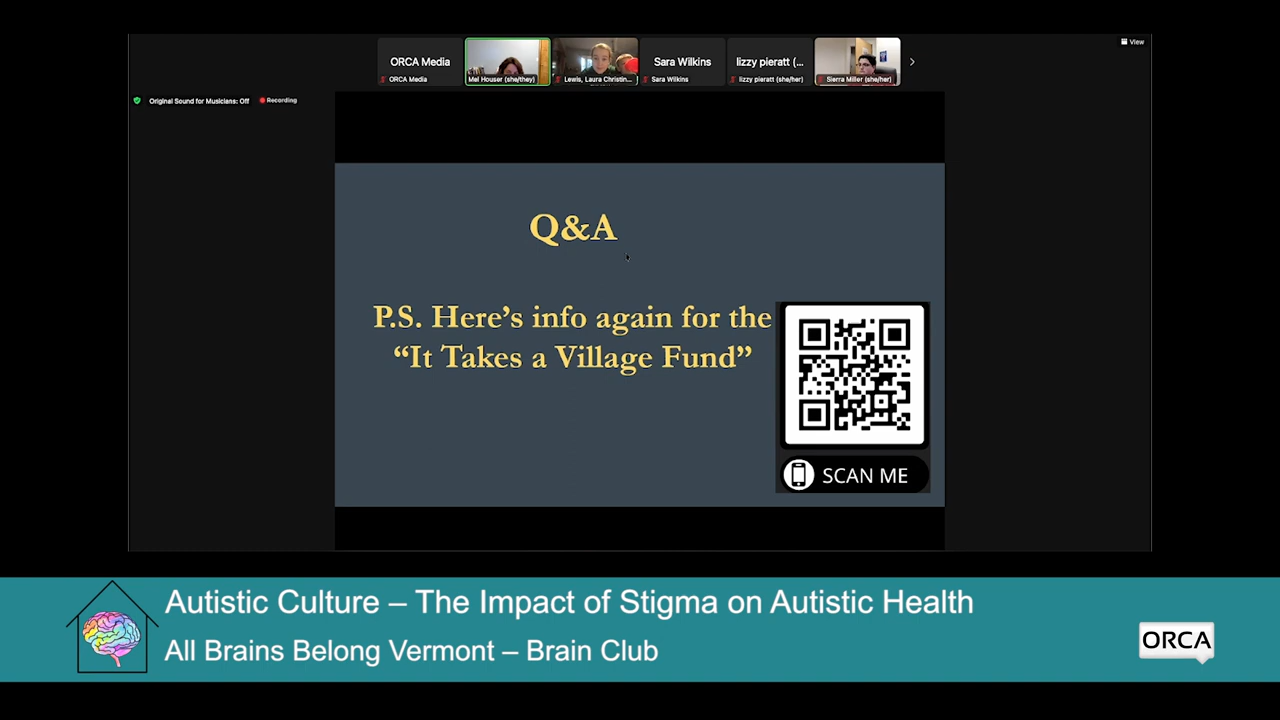 View
ORCA Media
Sara Wilkins
lizzy pieratt (...
ORCA Media
Mel Houser (she/they)
Lewis, Laura Christin...
Sara Wilkins
lizzy pieratt (she/her)
Sierra Miller (she/her)
Original Sound for Musicians: Off
Recording
Q&A
P.S. Here's info again for the
“It Takes a Village Fund”
SCAN ME
Autistic Culture – The Impact of Stigma on Autistic Health
All Brains Belong Vermont – Brain Club
ORCA